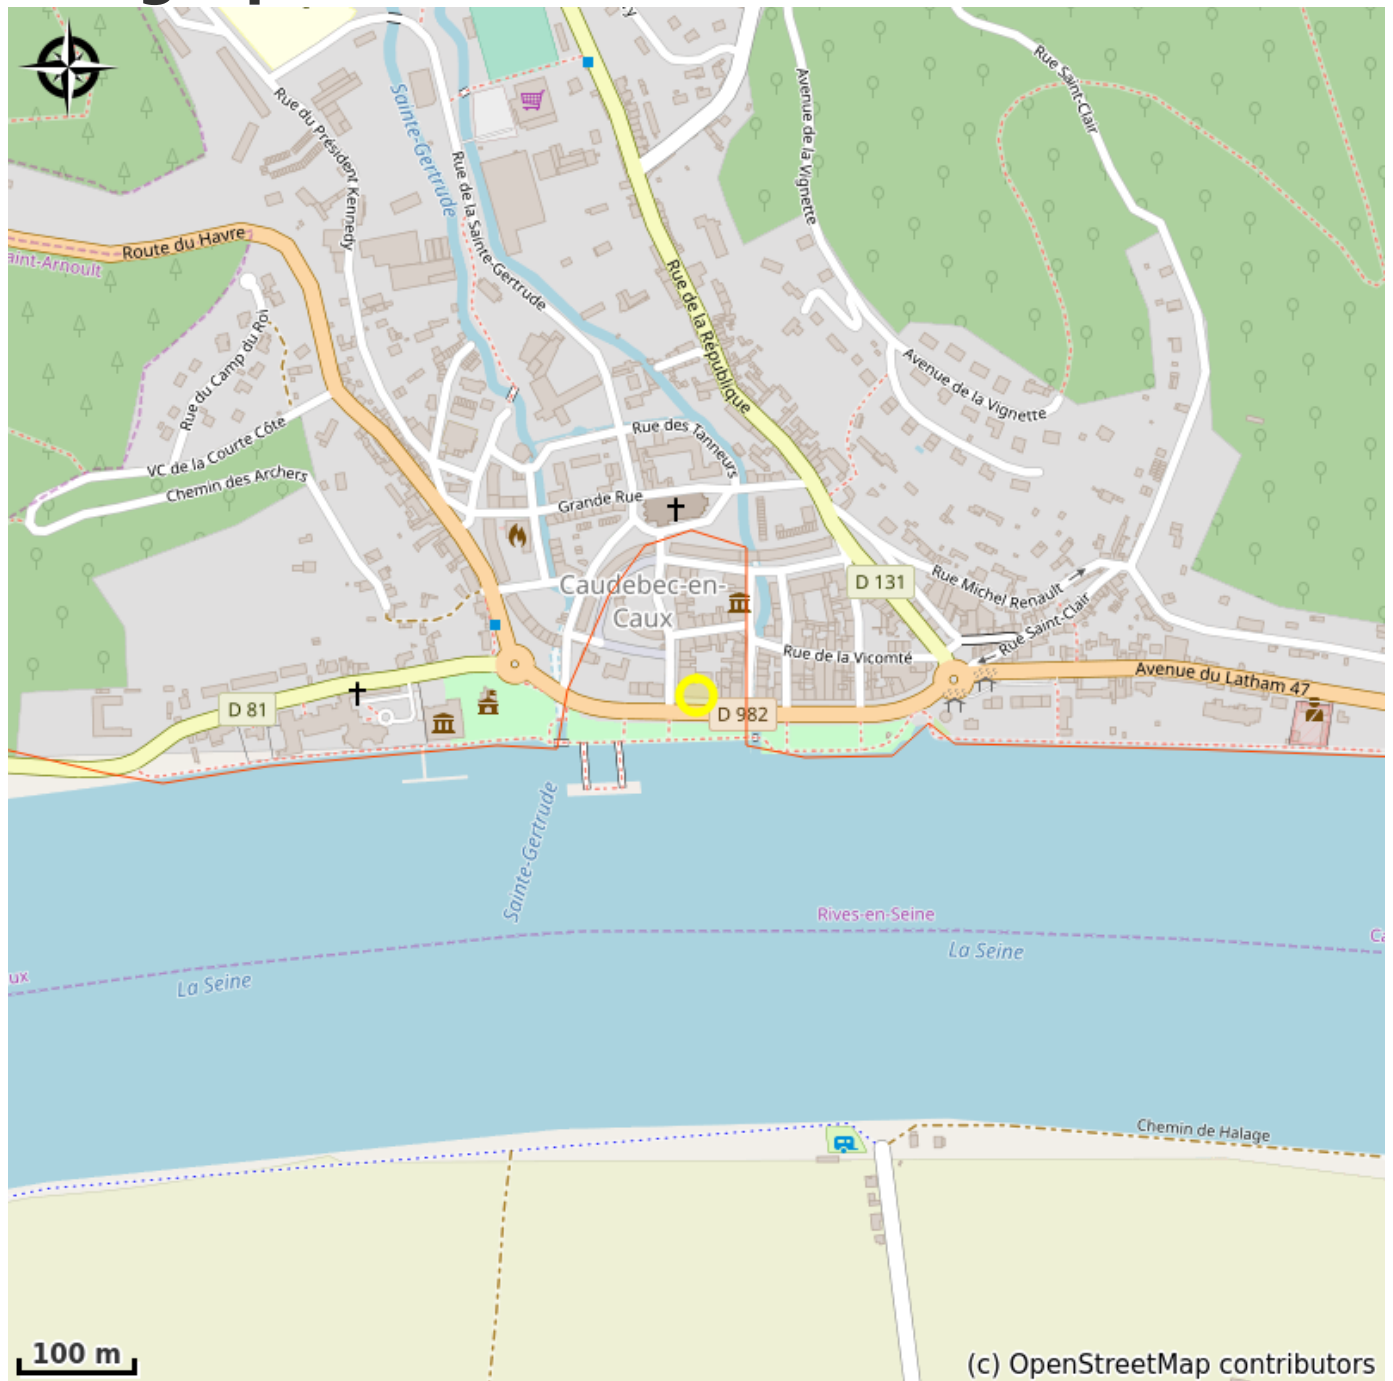 Rue Saint-Clair
Rue du Président Kennedy
Sainte-Gertrude
Avenue de la Vignette
Rue de la Sainte-Gertrude
Route du Havre
aint-Arnoult
Rue de la République
Rue du Camp du Roi
Avenue de la Vignette
VC de la Courte Côte
Rue des Tanneurs
Chemin des Archers
Grande Rue
Caudebec-en-
Caux
D 131
Rue Michel Renault
Rue Saint-Clair
Rue de la Vicomté
Avenue du Latham 47
D 81
D 982
Sainte-Gertrude
Rives-en-Seine
La Seine
Ca
ux
La Seine
Chemin de Halage
100 m
(c) OpenStreetMap contributors